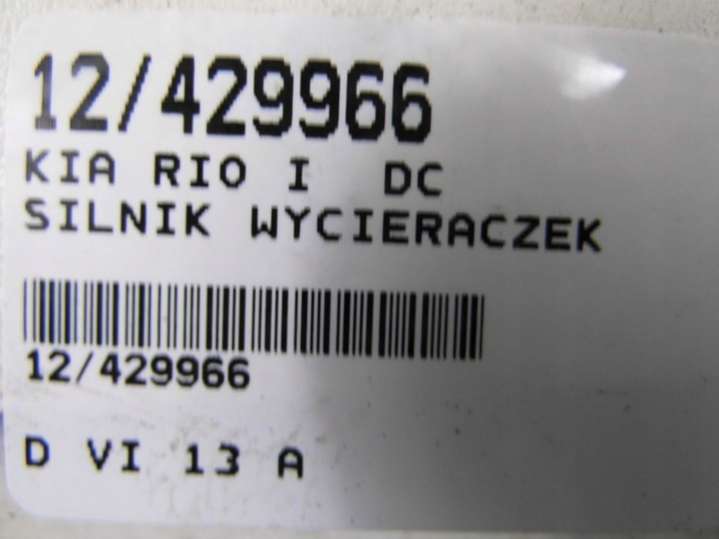 12/429966
KIA RIO I DC
SILNIK WYCIERACZEK
12/429966
D VI 13 A